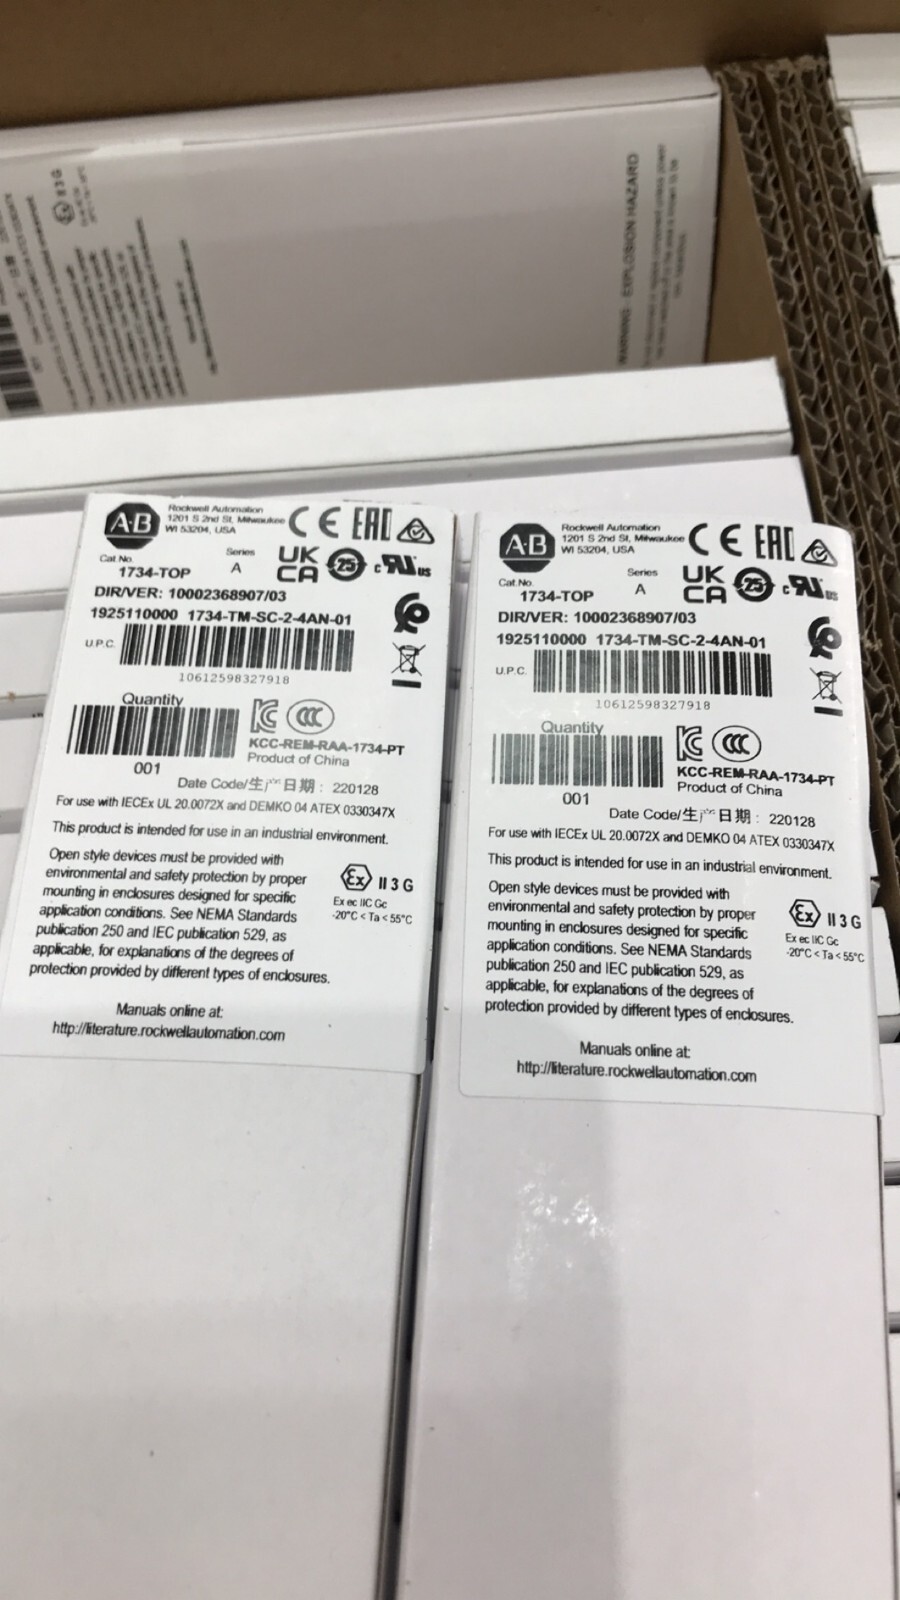 WARNING - EXPLOSION HAZARD
A-B
Rockwell Automation
1201 S 2nd St, Milwaukee
WI 53204, USA
CE EAC
Cat.No.
1734-TOP
Series
A
UK
CA
25
c us
DIR/VER: 10002368907/03
1925110000 1734-TM-SC-2-4AN-01
U.P.C.
10612598327918
Quantity
001
KC CCC
KCC-REM-RAA-1734-PT
Product of China
Date Code/生 日期 : 220128
For use with IECEx UL 20.0072X and DEMKO 04 ATEX 0330347X
This product is intended for use in an industrial environment.
Open style devices must be provided with
environmental and safety protection by proper
mounting in enclosures designed for specific
application conditions. See NEMA Standards
publication 250 and IEC publication 529, as
applicable, for explanations of the degrees of
protection provided by different types of enclosures.
Ex II 3 G
Ex ec IIC Gc
-20°C < Ta < 55°C
Manuals online at:
http://literature.rockwellautomation.com
A-B
Rockwell Automation
1201 S 2nd St, Milwaukee
WI 53204, USA
CE EAC
Cat.No.
1734-TOP
Series
A
UK
CA
25
c us
DIR/VER: 10002368907/03
1925110000 1734-TM-SC-2-4AN-01
U.P.C.
10612598327918
Quantity
001
KC CCC
KCC-REM-RAA-1734-PT
Product of China
Date Code/生 日期 : 220128
For use with IECEx UL 20.0072X and DEMKO 04 ATEX 0330347X
This product is intended for use in an industrial environment.
Open style devices must be provided with
environmental and safety protection by proper
mounting in enclosures designed for specific
application conditions. See NEMA Standards
publication 250 and IEC publication 529, as
applicable, for explanations of the degrees of
protection provided by different types of enclosures.
Ex II 3 G
Ex ec IIC Gc
-20°C < Ta < 55°C
Manuals online at:
http://literature.rockwellautomation.com